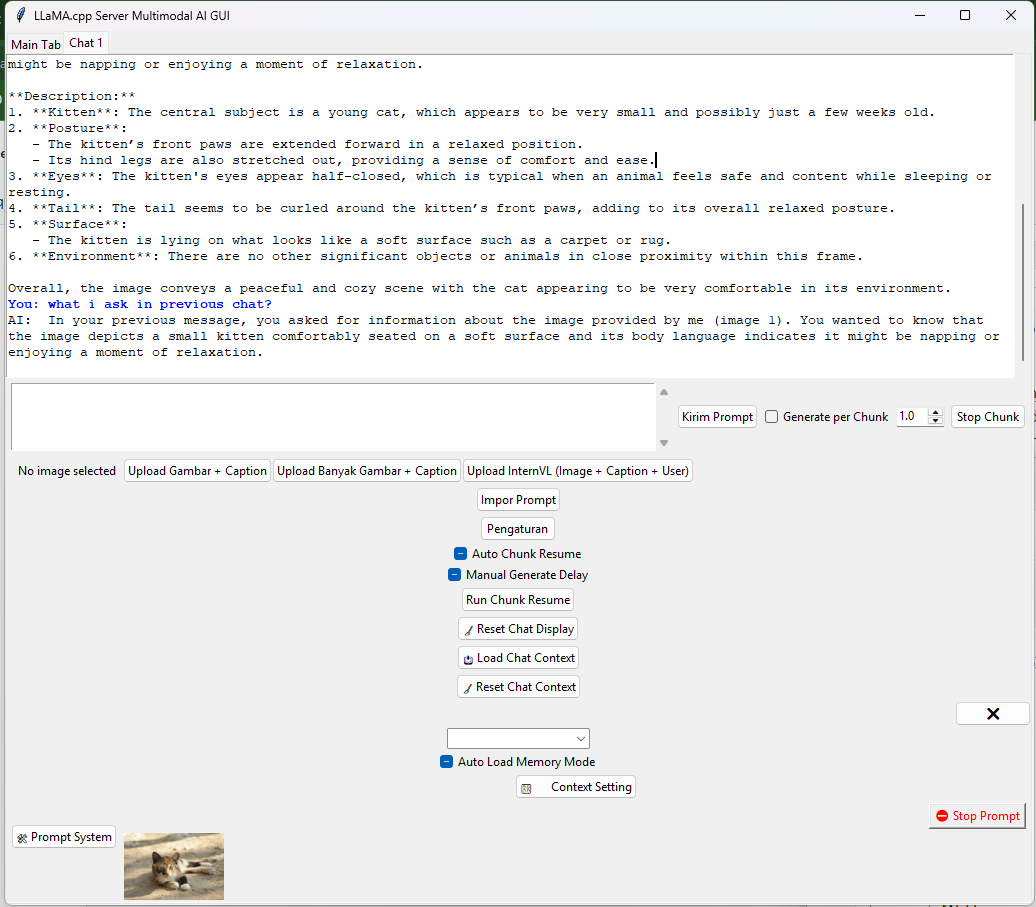 LLaMA.cpp Server Multimodal AI GUI
Main Tab Chat 1
might be napping or enjoying a moment of relaxation.
**Description:**
1. **Kitten**: The central subject is a young cat, which appears to be very small and possibly just a few weeks old.
2. **Posture**:
- The kitten’s front paws are extended forward in a relaxed position.
- Its hind legs are also stretched out, providing a sense of comfort and ease.
3. **Eyes**: The kitten's eyes appear half-closed, which is typical when an animal feels safe and content while sleeping or
resting.
4. **Tail**: The tail seems to be curled around the kitten’s front paws, adding to its overall relaxed posture.
5. **Surface**:
- The kitten is lying on what looks like a soft surface such as a carpet or rug.
6. **Environment**: There are no other significant objects or animals in close proximity within this frame.
Overall, the image conveys a peaceful and cozy scene with the cat appearing to be very comfortable in its environment.
You: what i ask in previous chat?
AI:  In your previous message, you asked for information about the image provided by me (image 1). You wanted to know that
the image depicts a small kitten comfortably seated on a soft surface and its body language indicates it might be napping or
enjoying a moment of relaxation.
Kirim Prompt Generate per Chunk 1.0 Stop Chunk
No image selected Upload Gambar + Caption Upload Banyak Gambar + Caption Upload InternVL (Image + Caption + User)
Impor Prompt
Pengaturan
Auto Chunk Resume
Manual Generate Delay
Run Chunk Resume
Reset Chat Display
Load Chat Context
Reset Chat Context
Auto Load Memory Mode
Context Setting
Stop Prompt
Prompt System